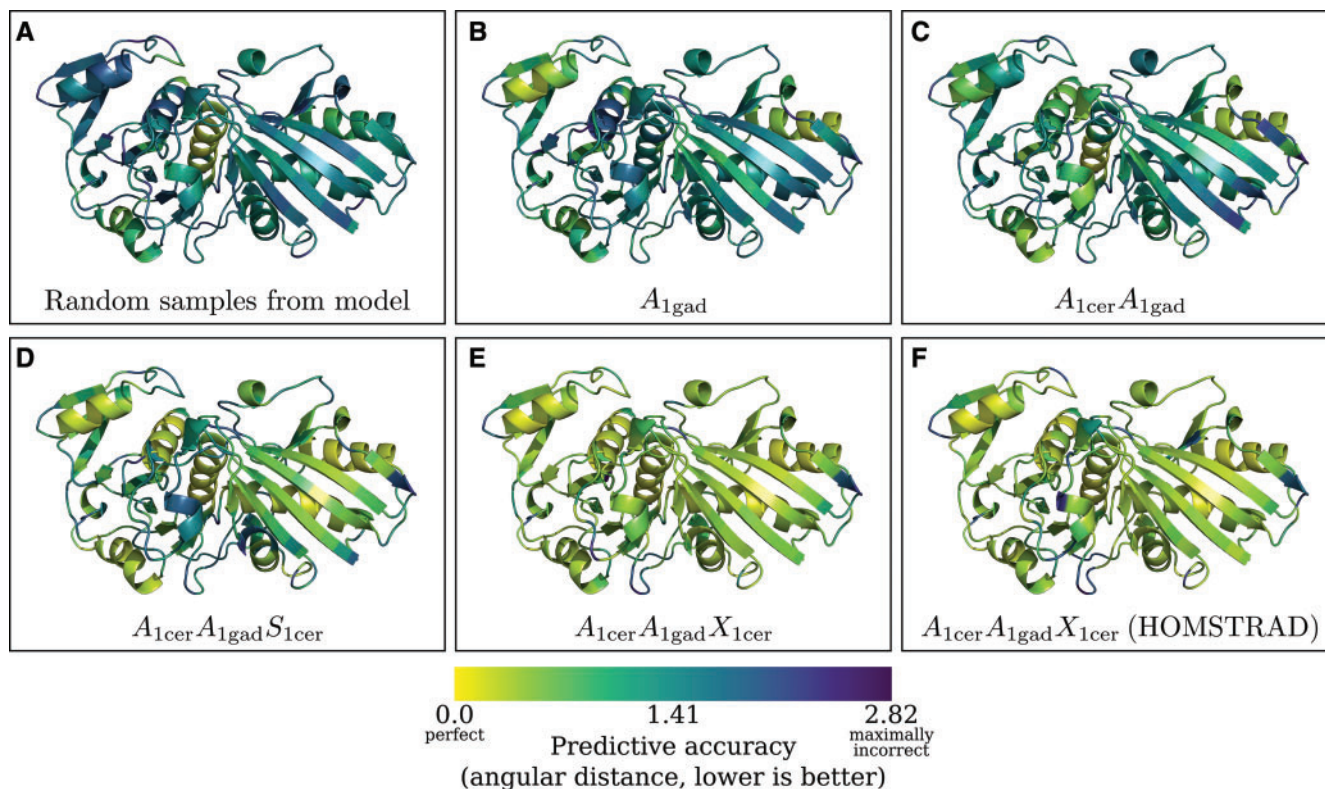 A
Random samples from model
B
A1gad
C
A1cerA1gad
D
A1cerA1gadS1cer
E
A1cerA1gadX1cer
F
A1cerA1gadX1cer (HOMSTRAD)
0.0 1.41 2.82
perfect maximally
incorrect
Predictive accuracy
(angular distance, lower is better)